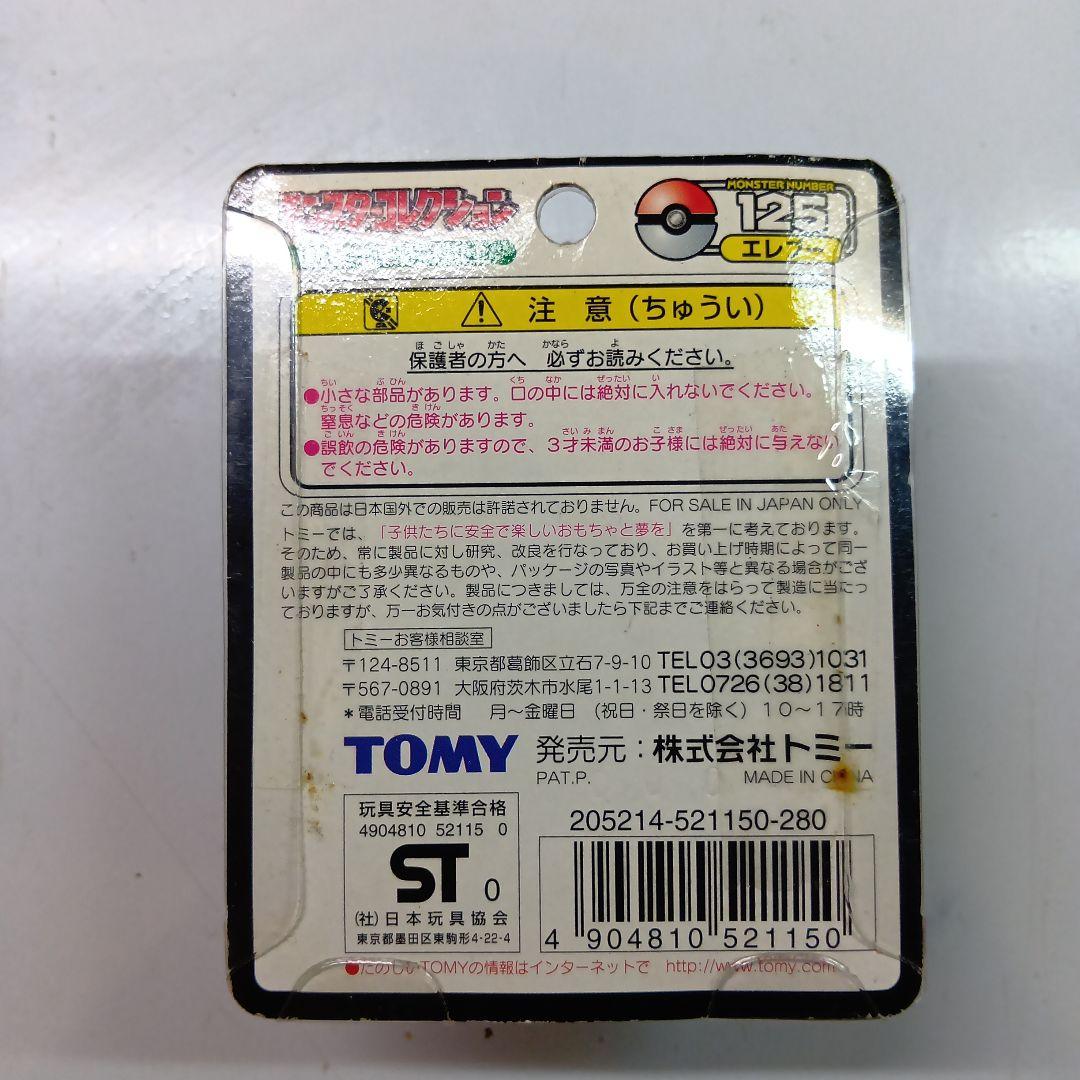 モンスターコレクション
MONSTER NUMBER
125
エレブー
注意（ちゅうい）
保護者の方へ 必ずお読みください。
●小さな部品があります。口の中には絶対に入れないでください。
窒息などの危険があります。
●誤飲の危険がありますので、3才未満のお子様には絶対に与えない
でください。
この商品は日本国外での販売は許諾されておりません。FOR SALE IN JAPAN ONLY
トミーでは、「子供たちに安全で楽しいおもちゃと夢を」を第一に考えております。
そのため、常に製品に対し研究、改良を行なっており、お買い上げ時期によって同一
製品の中にも多少異なるものや、パッケージの写真やイラスト等と異なる場合がござ
いますがご了承ください。製品につきましては、万全の注意をはらって製造に当たっ
ておりますが、万一お気付きの点がございましたら下記までご連絡ください。
トミーお客様相談室
〒124-8511 東京都葛飾区立石7-9-10 TEL03(3693)1031
〒567-0891 大阪府茨木市水尾1-1-13 TEL0726(38)1811
*電話受付時間 月～金曜日 （祝日・祭日を除く）10～17時
TOMY 発売元：株式会社トミー
PAT.P. MADE IN CHINA
玩具安全基準合格
4904810 52115 0
ST 0
(社)日本玩具協会
東京都墨田区東駒形4-22-4
205214-521150-280
4 904810 521150
●たのしいTOMYの情報はインターネットで http://www.tomy.com